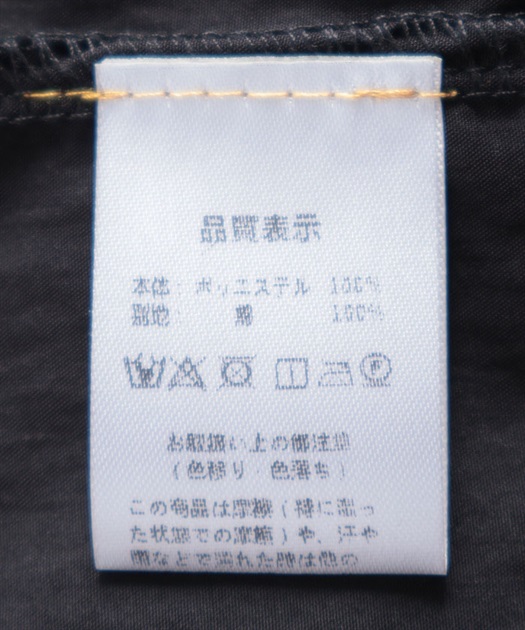 品質表示
本体: ポリエステル 100%
別地: 綿 100%
お取扱い上の御注意
(色移り・色落ち)
この商品は摩擦(特に湿っ
た状態での摩擦)や、汗や
雨などで濡れた時は他の